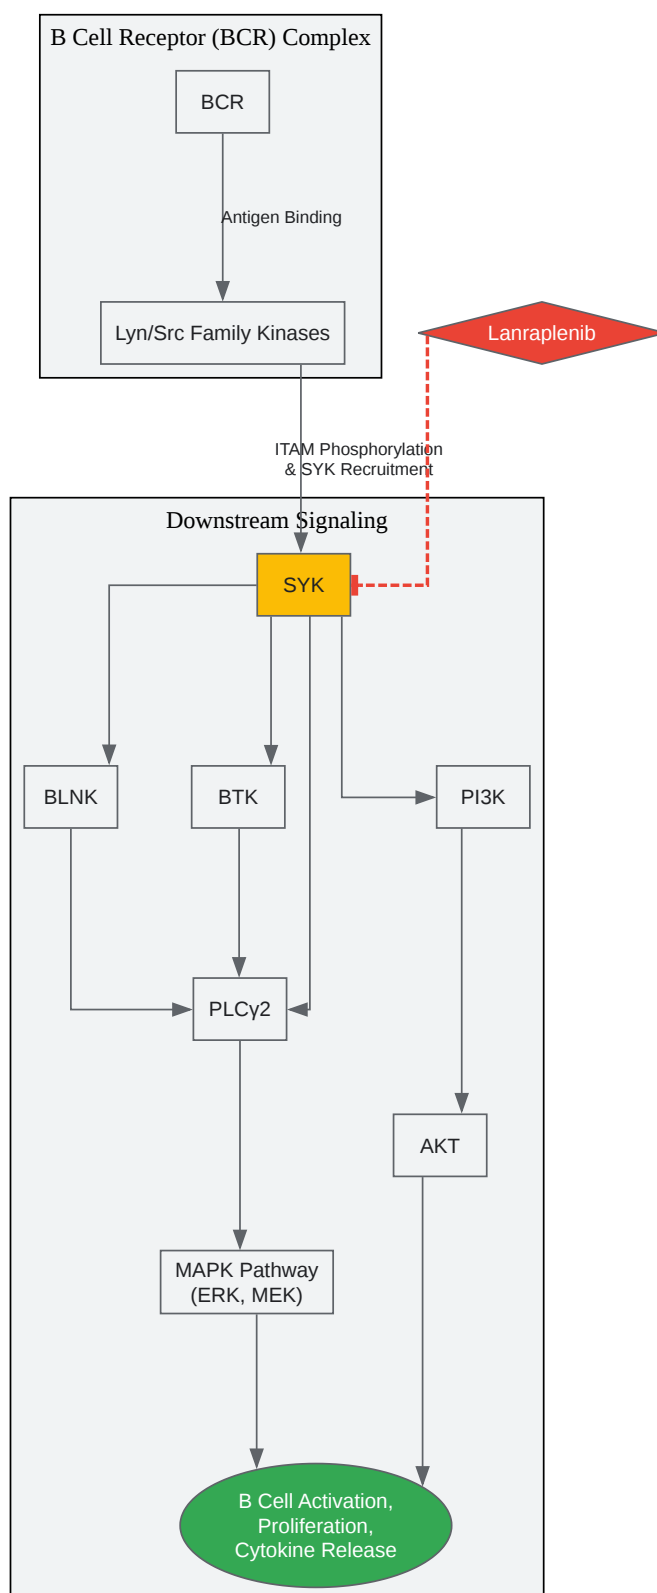 B Cell Receptor (BCR) Complex
BCR
Antigen Binding
Lyn/Src Family Kinases
Lanraplenib
ITAM Phosphorylation
& SYK Recruitment
Downstream Signaling
SYK
BLNK
BTK
PI3K
PLCγ2
AKT
MAPK Pathway
(ERK, MEK)
B Cell Activation,
Proliferation,
Cytokine Release